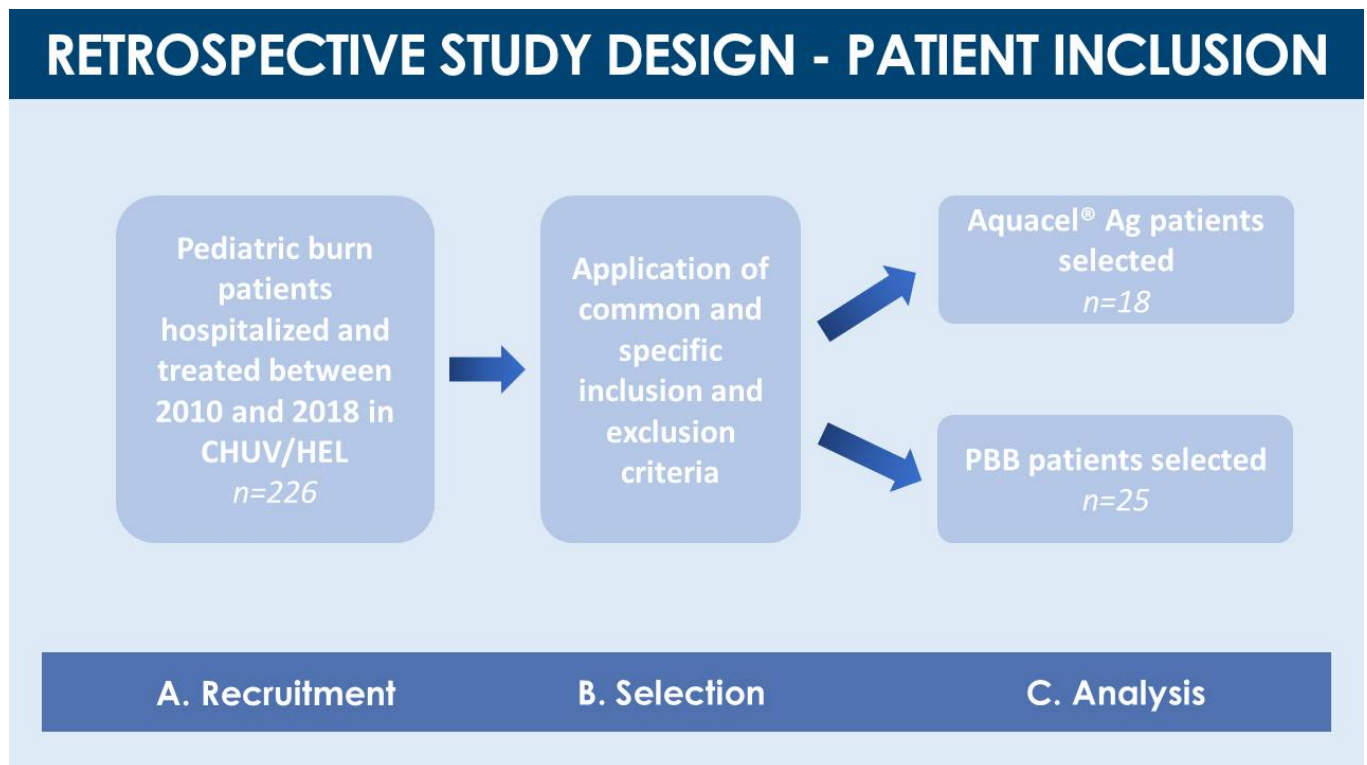 RETROSPECTIVE STUDY DESIGN - PATIENT INCLUSION
Pediatric burn
patients
hospitalized and
treated between
2010 and 2018 in
CHUV/HEL
n=226
Application of
common and
specific
inclusion and
exclusion
criteria
Aquacel® Ag patients
selected
n=18
PBB patients selected
n=25
A. Recruitment
B. Selection
C. Analysis